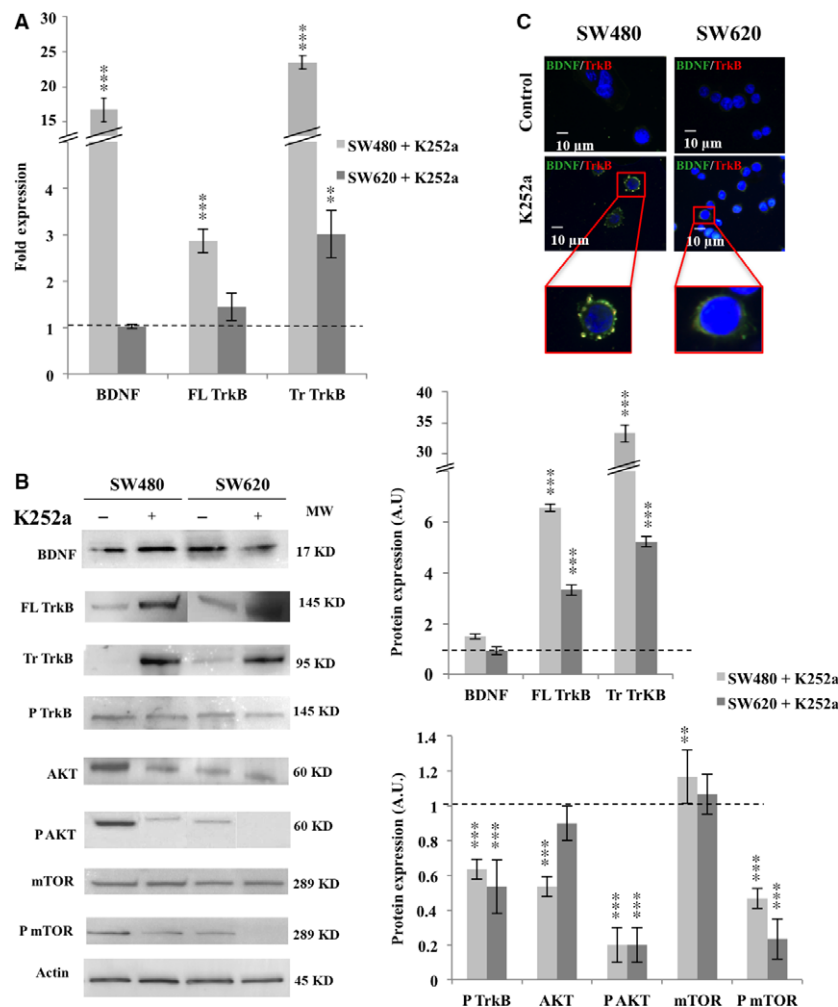 A
Fold expression
30
25
20
15
4
3
2
1
0
***
***
***
**
SW480 + K252a
SW620 + K252a
BDNF
FL TrkB
Tr TrkB
C
SW480
SW620
Control
K252a
BDNF/TrkB
BDNF/TrkB
10 µm
10 µm
BDNF/TrkB
BDNF/TrkB
10 µm
10 µm
B
SW480
SW620
K252a
– + – +
MW
BDNF 17 KD
FL TrkB 145 KD
Tr TrkB 95 KD
P TrkB 145 KD
AKT 60 KD
P AKT 60 KD
mTOR 289 KD
P mTOR 289 KD
Actin 45 KD
Protein expression (A.U)
35
30
8
6
4
2
1
0
***
***
***
***
BDNF
FL TrkB
Tr TrKB
SW480 + K252a
SW620 + K252a
Protein expression (A.U.)
1.4
1.2
1
0.8
0.6
0.4
0.2
0
***
***
***
***
***
**
***
***
P TrkB
AKT
P AKT
mTOR
P mTOR